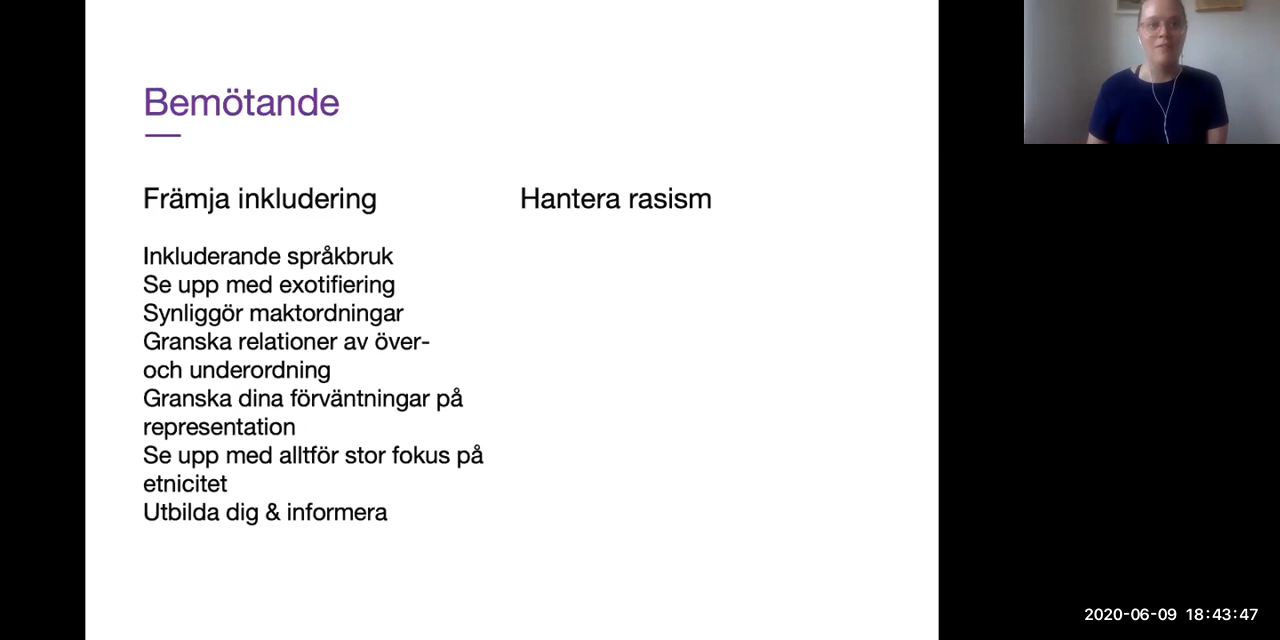 Bemötande
Främja inkludering
Inkluderande språkbruk
Se upp med exotifiering
Synliggör maktordningar
Granska relationer av över-
och underordning
Granska dina förväntningar på
representation
Se upp med alltför stor fokus på
etnicitet
Utbilda dig & informera
Hantera rasism
2020-06-09 18:43:47